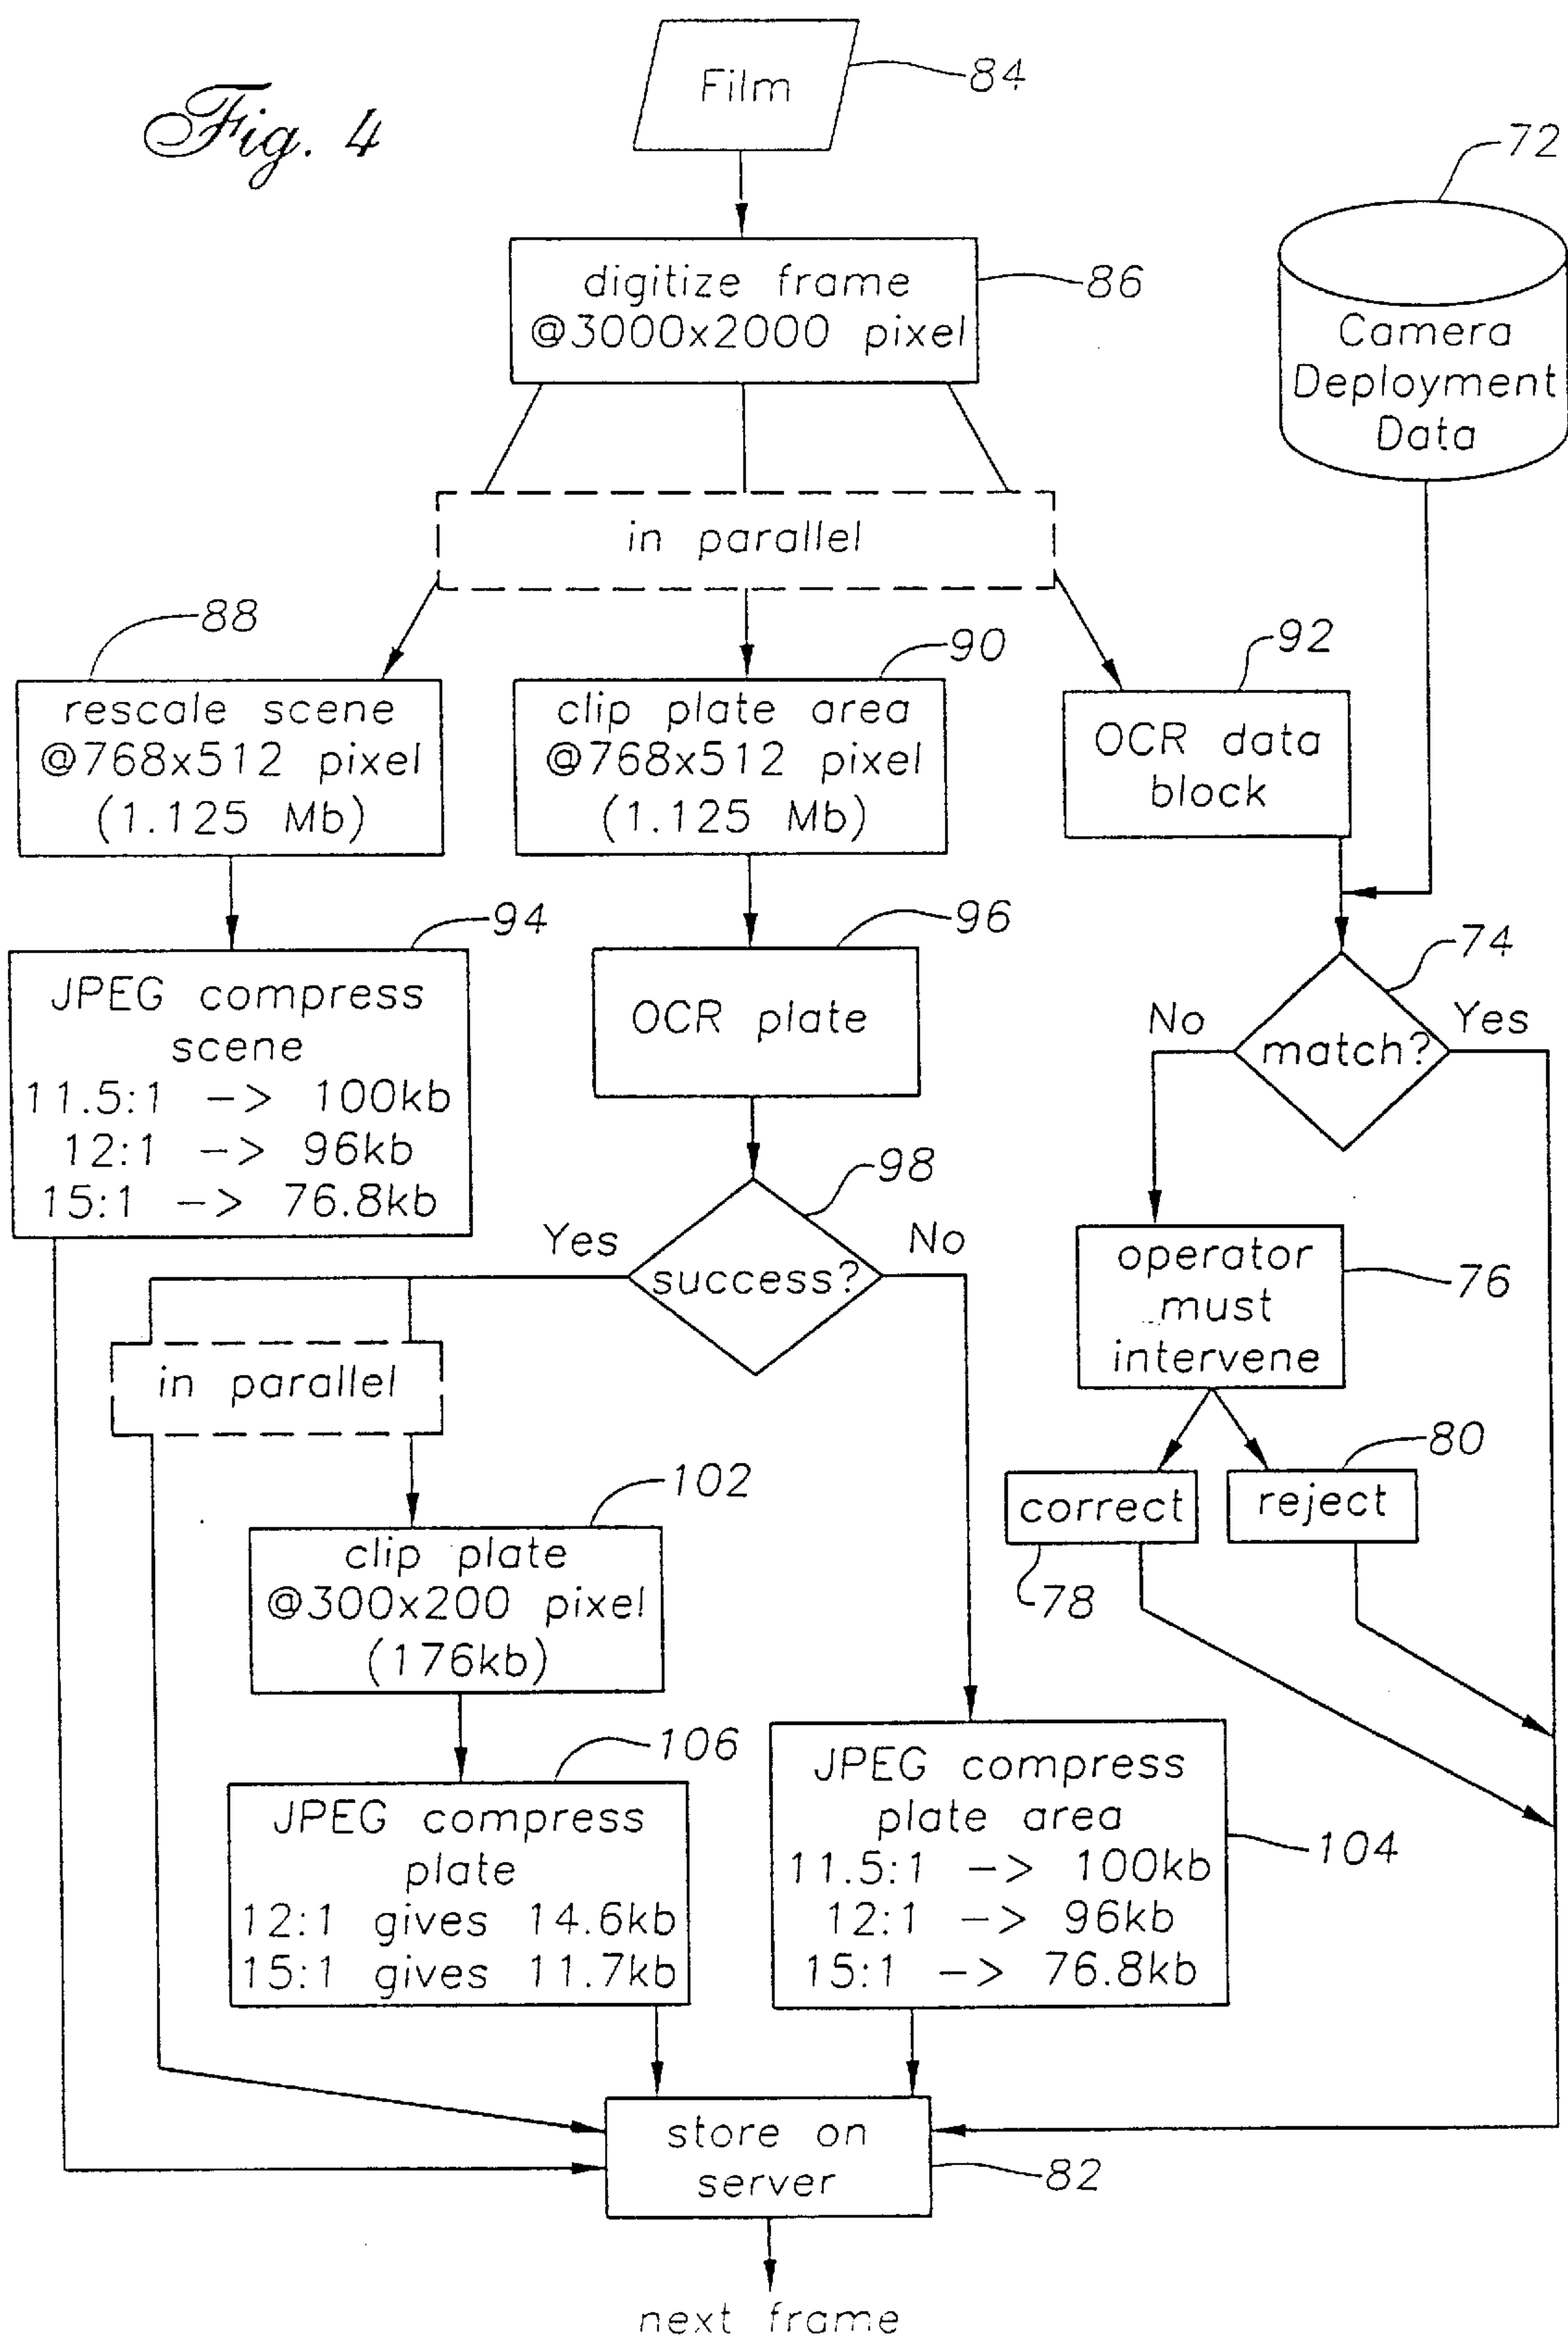 Fig. 4
Film
84
72
digitize frame
@3000x2000 pixel
86
Camera
Deployment
Data
in parallel
88
rescale scene
@768x512 pixel
(1.125 Mb)
90
clip plate area
@768x512 pixel
(1.125 Mb)
92
OCR data
block
94
JPEG compress
scene
11.5:1 -> 100kb
12:1 -> 96kb
15:1 -> 76.8kb
96
OCR plate
74
No
match?
Yes
98
Yes
success?
No
operator
must
intervene
76
in parallel
correct
78
reject
80
102
clip plate
@300x200 pixel
(176kb)
106
JPEG compress
plate
12:1 gives 14.6kb
15:1 gives 11.7kb
JPEG compress
plate area
11.5:1 -> 100kb
12:1 -> 96kb
15:1 -> 76.8kb
104
store on
server
82
next frame